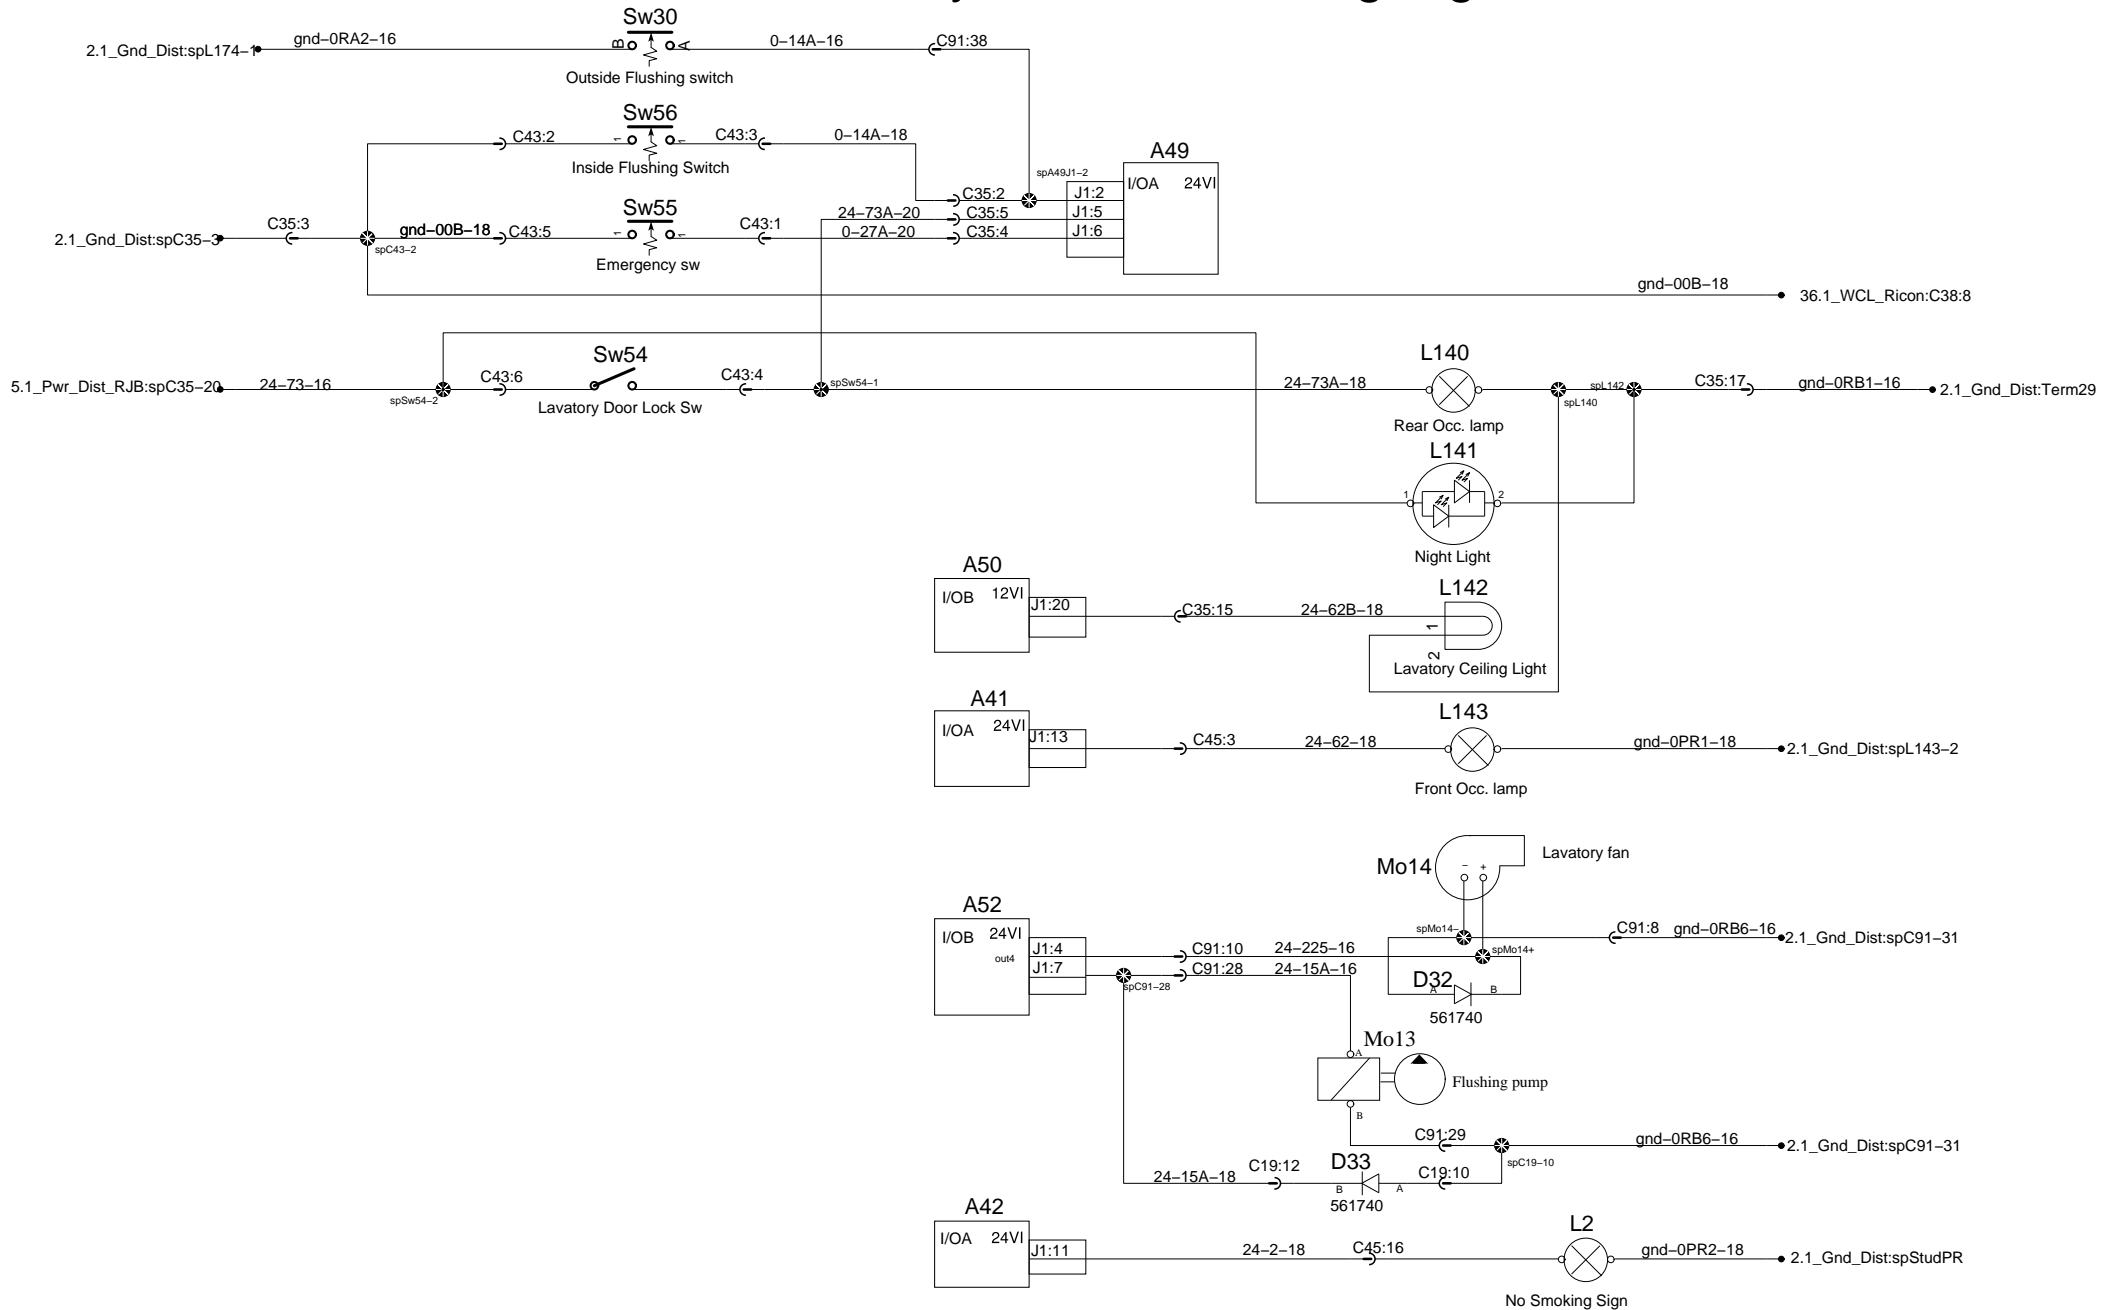 Sw30
2.1_Gnd_Dist:spL174-1
gnd-0RA2-16
B
A
0-14A-16
C91:38
Outside Flushing switch
Sw56
C43:2
1
1
C43:3
0-14A-18
Inside Flushing Switch
A49
spA49J1-2
I/OA
24VI
C35:2
J1:2
Sw55
24-73A-20
C35:5
J1:5
2.1_Gnd_Dist:spC35-3
C35:3
gnd-00B-18
C43:5
1
1
C43:1
0-27A-20
C35:4
J1:6
spC43-2
Emergency sw
gnd-00B-18
36.1_WCL_Ricon:C38:8
Sw54
L140
5.1_Pwr_Dist_RJB:spC35-20
24-73-16
spSw54-2
C43:6
C43:4
spSw54-1
24-73A-18
spL140
spL142
C35:17
gnd-0RB1-16
2.1_Gnd_Dist:Term29
Lavatory Door Lock Sw
Rear Occ. lamp
L141
1
2
Night Light
A50
I/OB
12VI
J1:20
C35:15
24-62B-18
L142
1
2
Lavatory Ceiling Light
A41
I/OA
24VI
J1:13
C45:3
24-62-18
L143
gnd-0PR1-18
2.1_Gnd_Dist:spL143-2
Front Occ. lamp
Mo14
-
+
Lavatory fan
A52
I/OB
24VI
out4
J1:4
C91:10
24-225-16
spMo14-
spMo14+
C91:8
gnd-0RB6-16
2.1_Gnd_Dist:spC91-31
J1:7
spC91-28
C91:28
24-15A-16
D32
A
B
561740
Mo13
A
Flushing pump
B
C91:29
spC19-10
gnd-0RB6-16
2.1_Gnd_Dist:spC91-31
24-15A-18
C19:12
D33
B
A
C19:10
561740
A42
I/OA
24VI
J1:11
24-2-18
C45:16
L2
gnd-0PR2-18
2.1_Gnd_Dist:spStudPR
No Smoking Sign